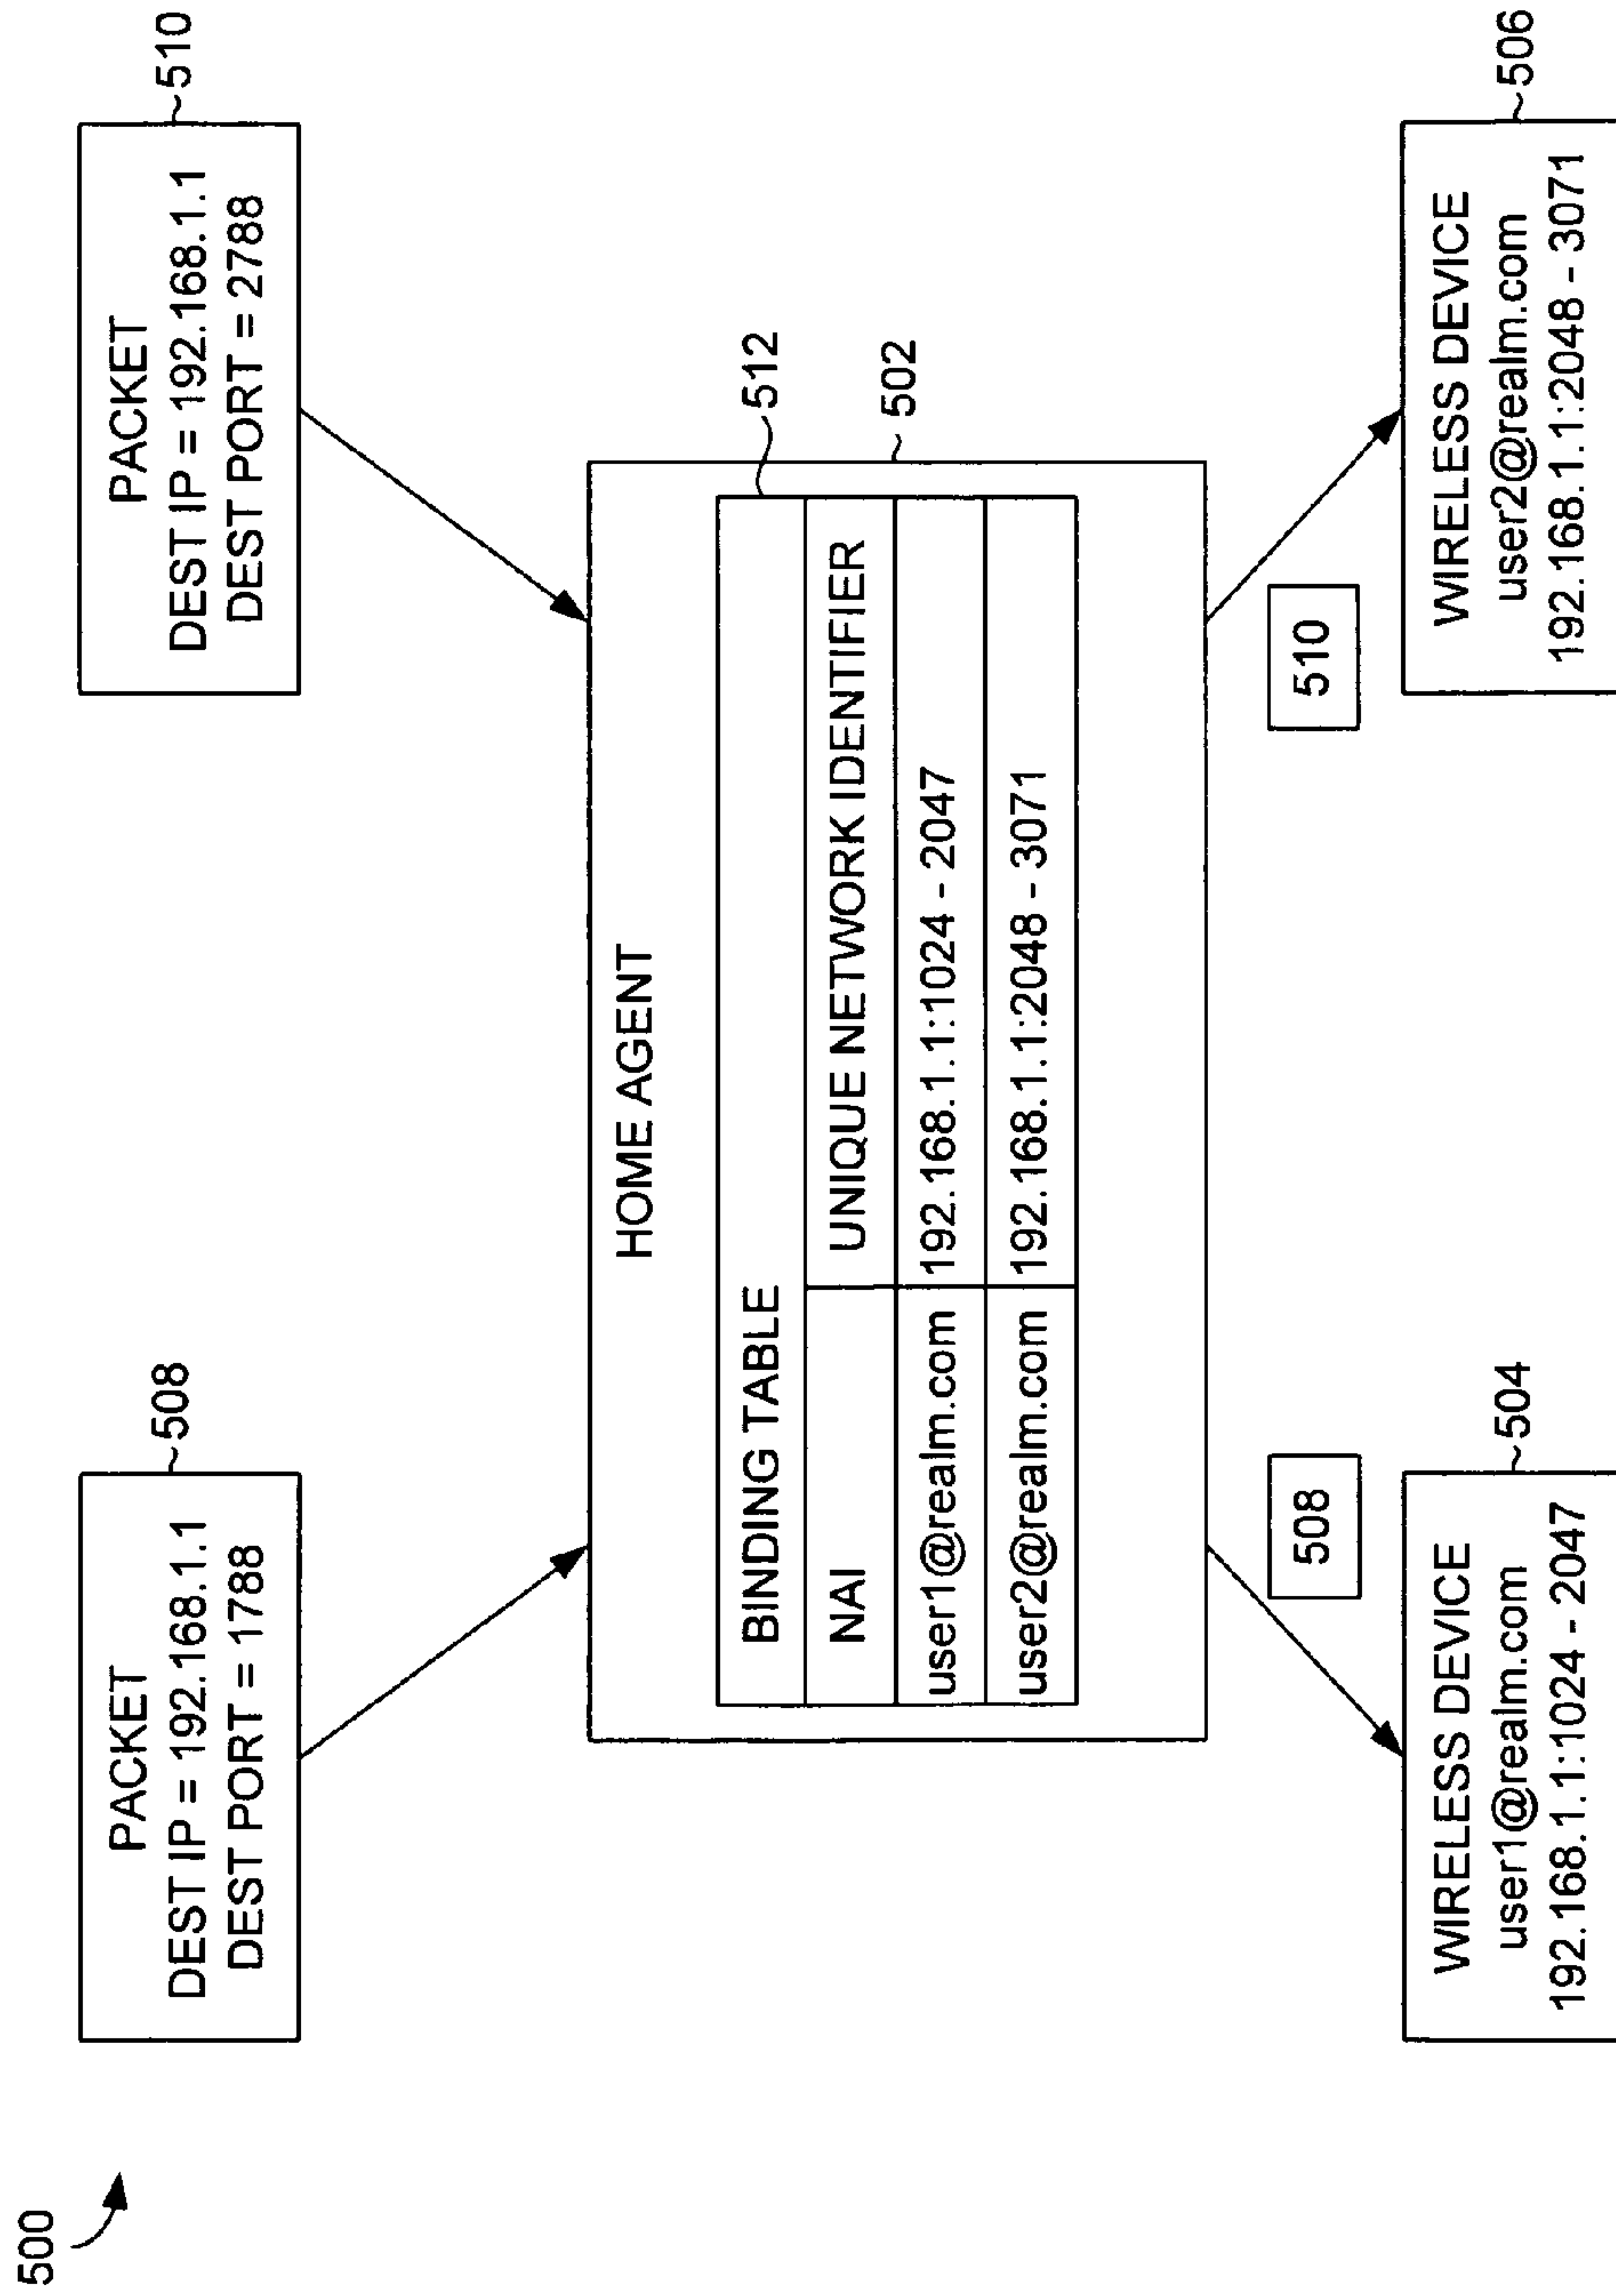 500
PACKET
DEST IP = 192.168.1.1
DEST PORT = 1788
508
PACKET
DEST IP = 192.168.1.1
DEST PORT = 2788
510
HOME AGENT
BINDING TABLE
512
NAI UNIQUE NETWORK IDENTIFIER
user1@realm.com 192.168.1.1:1024 - 2047
user2@realm.com 192.168.1.1:2048 - 3071
502
508
510
WIRELESS DEVICE
user1@realm.com
192.168.1.1:1024 - 2047
504
WIRELESS DEVICE
user2@realm.com
192.168.1.1:2048 - 3071
506